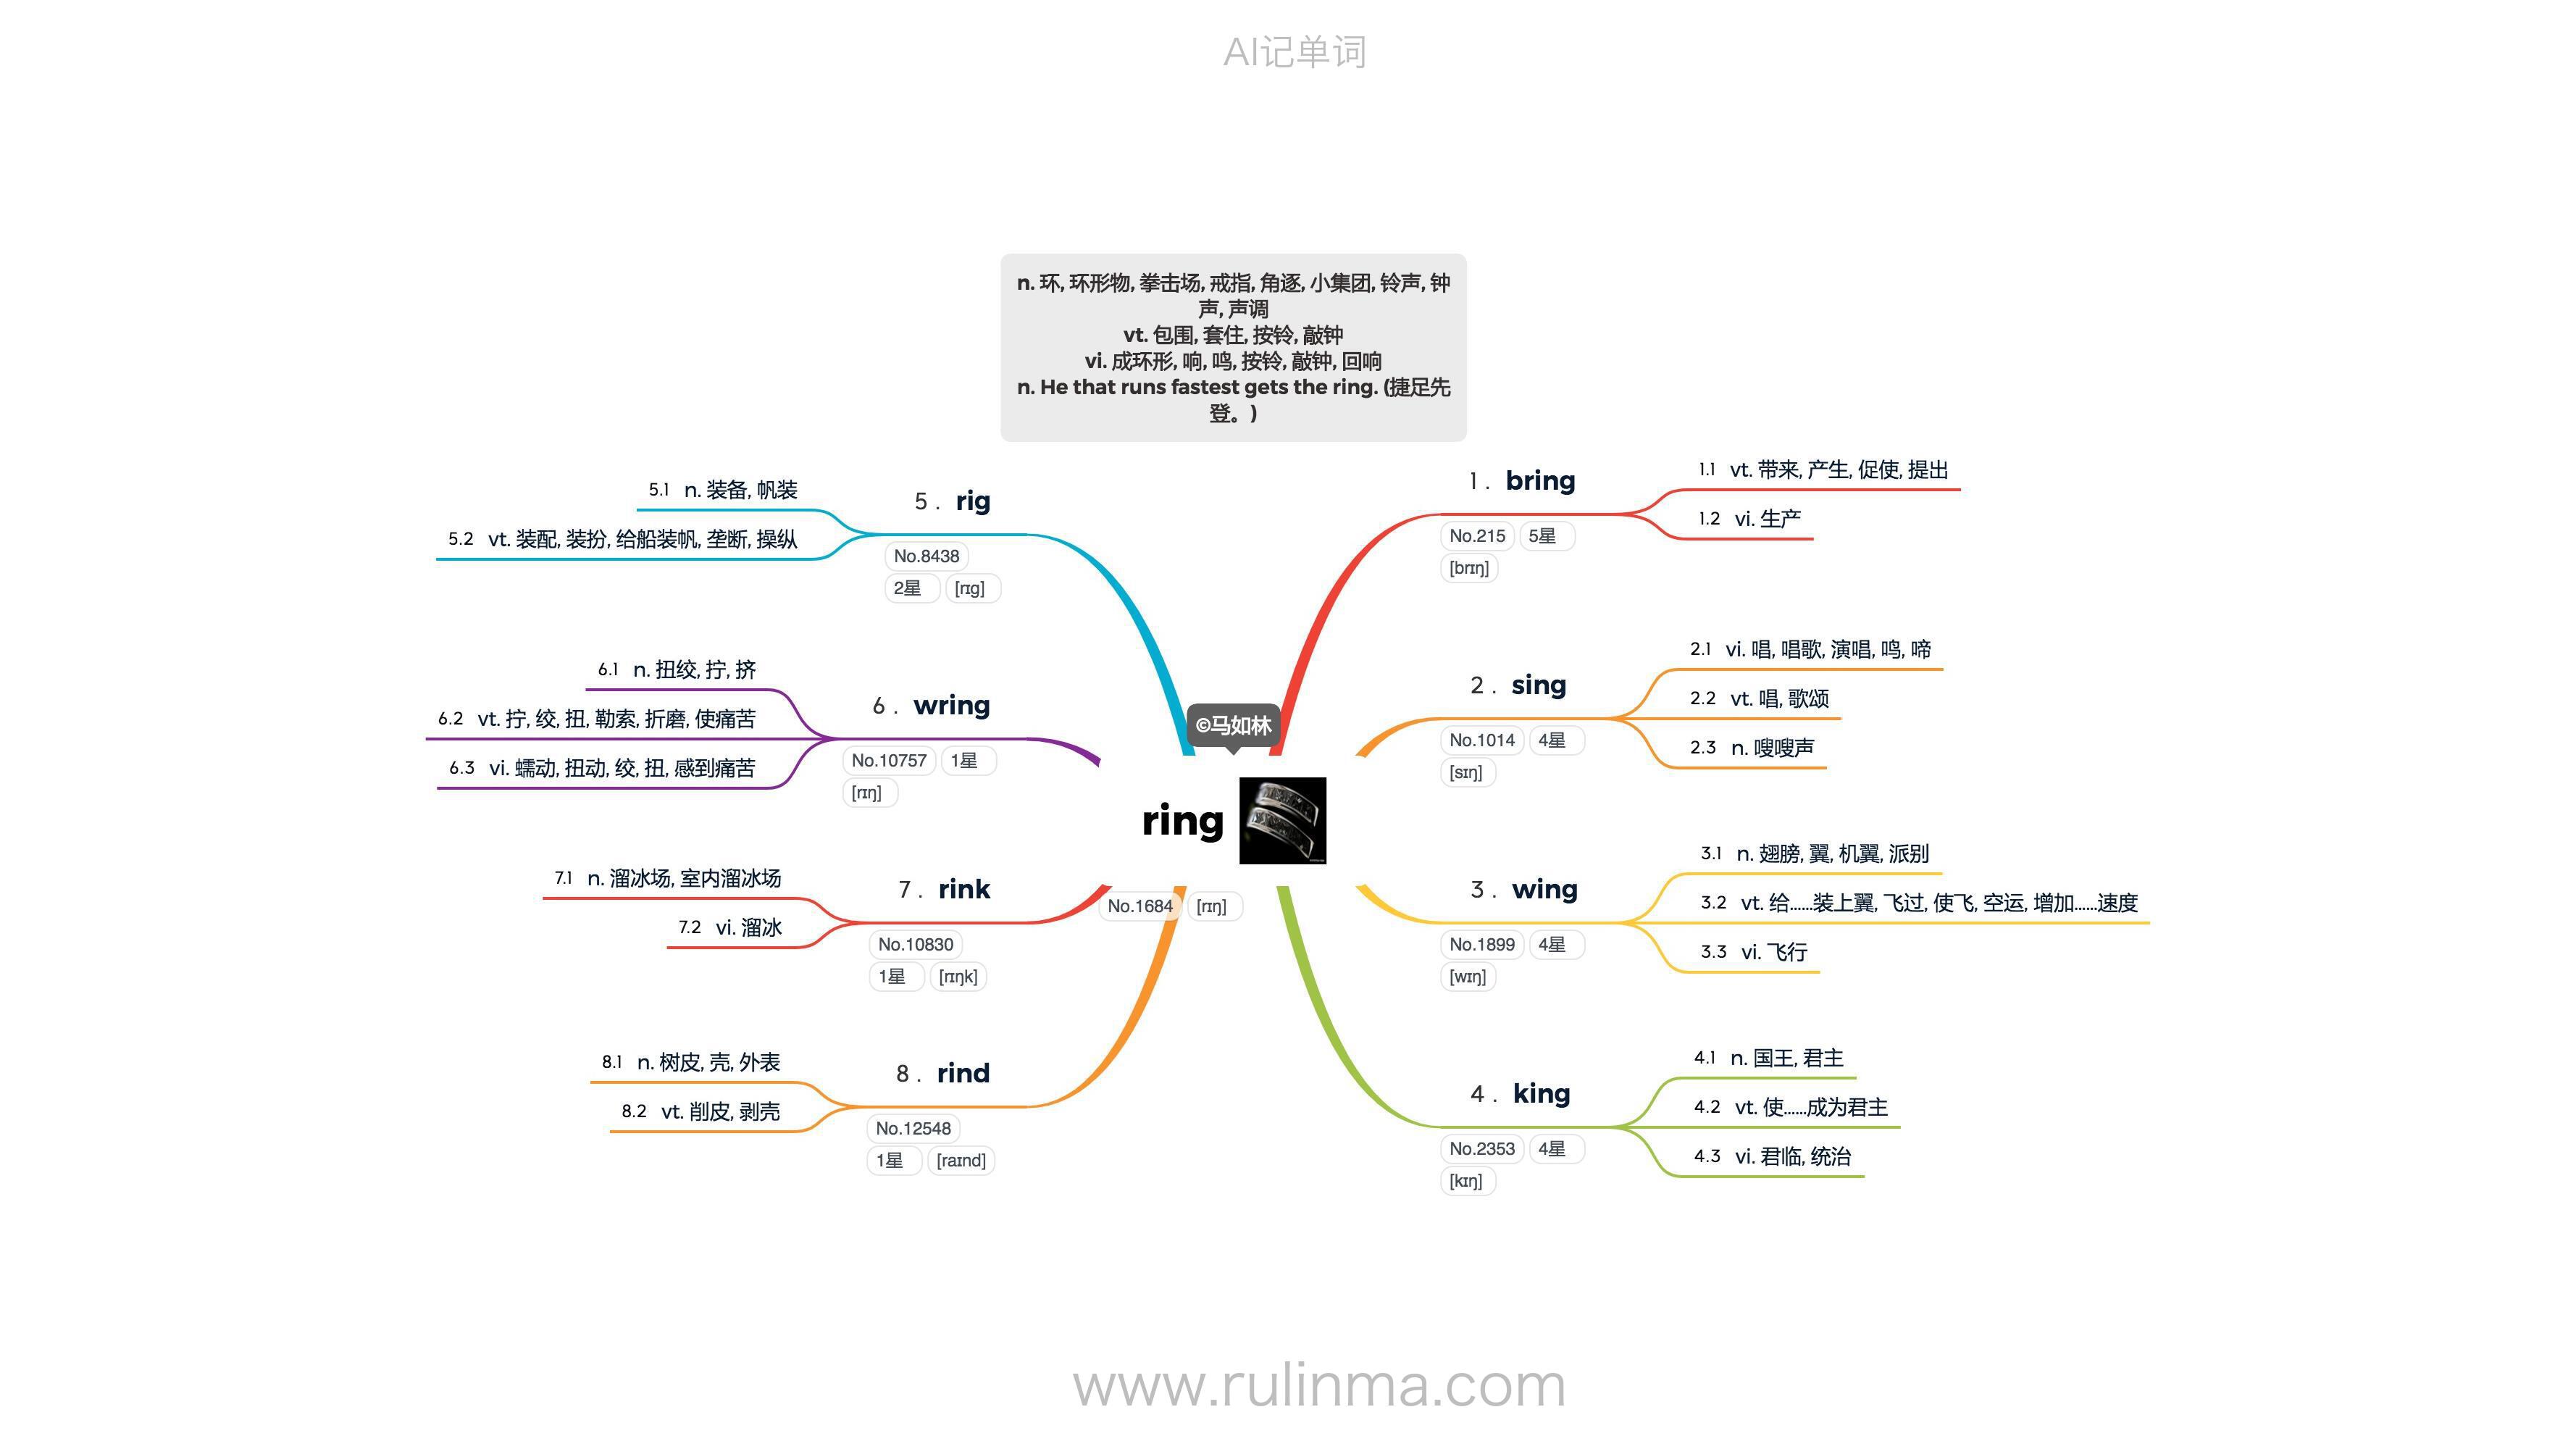 AI记单词
n. 环, 环形物, 拳击场, 戒指, 角逐, 小集团, 铃声, 钟
声, 声调
vt. 包围, 套住, 按铃, 敲钟
vi. 成环形, 响, 鸣, 按铃, 敲钟, 回响
n. He that runs fastest gets the ring. (捷足先
登。)
©马如林
ring
No.1684 [rɪŋ]
1. bring
No.215 5星
[brɪŋ]
1.1 vt. 带来, 产生, 促使, 提出
1.2 vi. 生产
2. sing
No.1014 4星
[sɪŋ]
2.1 vi. 唱, 唱歌, 演唱, 鸣, 啼
2.2 vt. 唱, 歌颂
2.3 n. 嗖嗖声
3. wing
No.1899 4星
[wɪŋ]
3.1 n. 翅膀, 翼, 机翼, 派别
3.2 vt. 给......装上翼, 飞过, 使飞, 空运, 增加......速度
3.3 vi. 飞行
4. king
No.2353 4星
[kɪŋ]
4.1 n. 国王, 君主
4.2 vt. 使......成为君主
4.3 vi. 君临, 统治
5. rig
No.8438
2星 [rɪg]
5.1 n. 装备, 帆装
5.2 vt. 装配, 装扮, 给船装帆, 垄断, 操纵
6. wring
No.10757 1星
[rɪŋ]
6.1 n. 扭绞, 拧, 挤
6.2 vt. 拧, 绞, 扭, 勒索, 折磨, 使痛苦
6.3 vi. 蠕动, 扭动, 绞, 扭, 感到痛苦
7. rink
No.10830
1星 [rɪŋk]
7.1 n. 溜冰场, 室内溜冰场
7.2 vi. 溜冰
8. rind
No.12548
1星 [raɪnd]
8.1 n. 树皮, 壳, 外表
8.2 vt. 削皮, 剥壳
www.rulinma.com